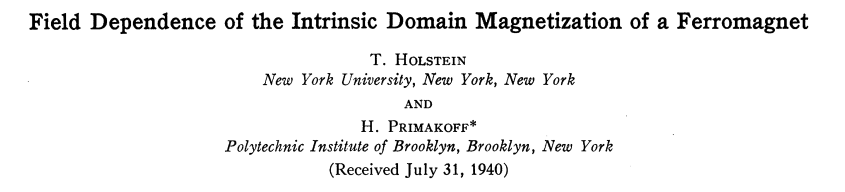 Field Dependence of the Intrinsic Domain Magnetization of a Ferromagnet
T. HOLSTEIN
New York University, New York, New York
AND
H. PRIMAKOFF*
Polytechnic Institute of Brooklyn, Brooklyn, New York
(Received July 31, 1940)